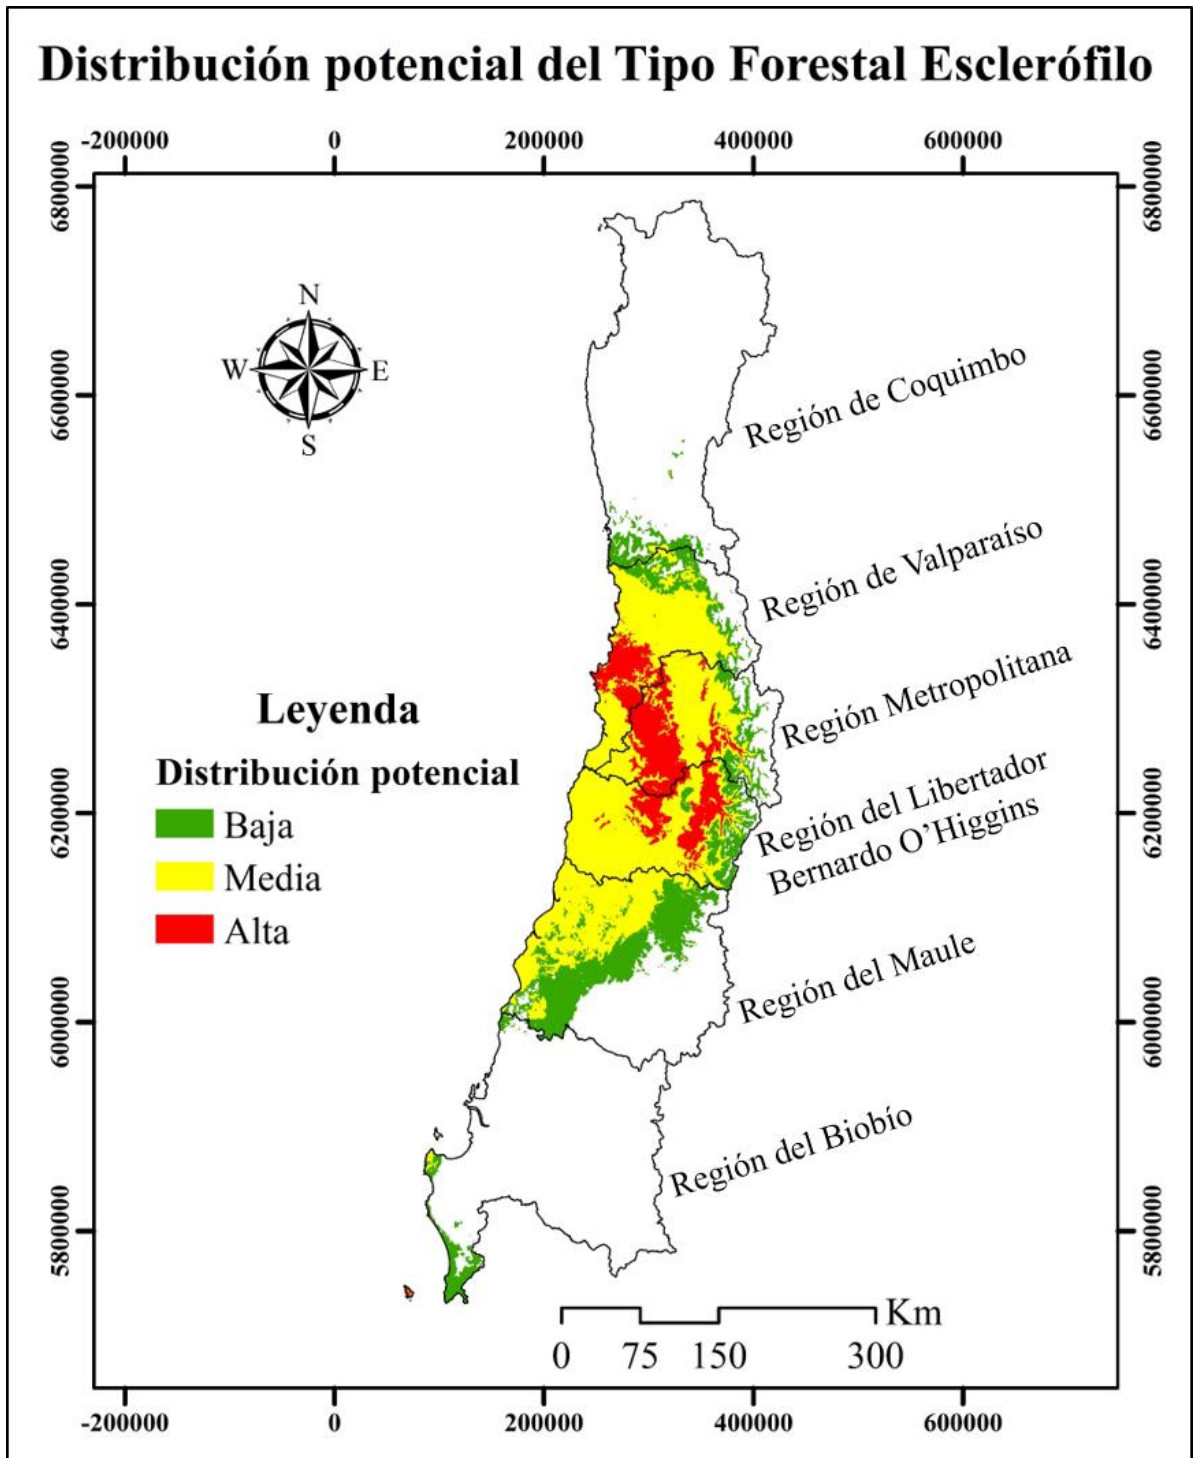 Distribución potencial del Tipo Forestal Esclerófilo
-200000 0 200000 400000 600000
6800000 6800000
N
W E
S
Región de Coquimbo
6600000 6600000
Región de Valparaíso
6400000 6400000
Región Metropolitana
Leyenda
Distribución potencial
Baja
Media
Alta
Región del Libertador
Bernardo O’Higgins
6200000 6200000
Región del Maule
6000000 6000000
Región del Biobío
5800000 5800000
Km
0 75 150 300
-200000 0 200000 400000 600000